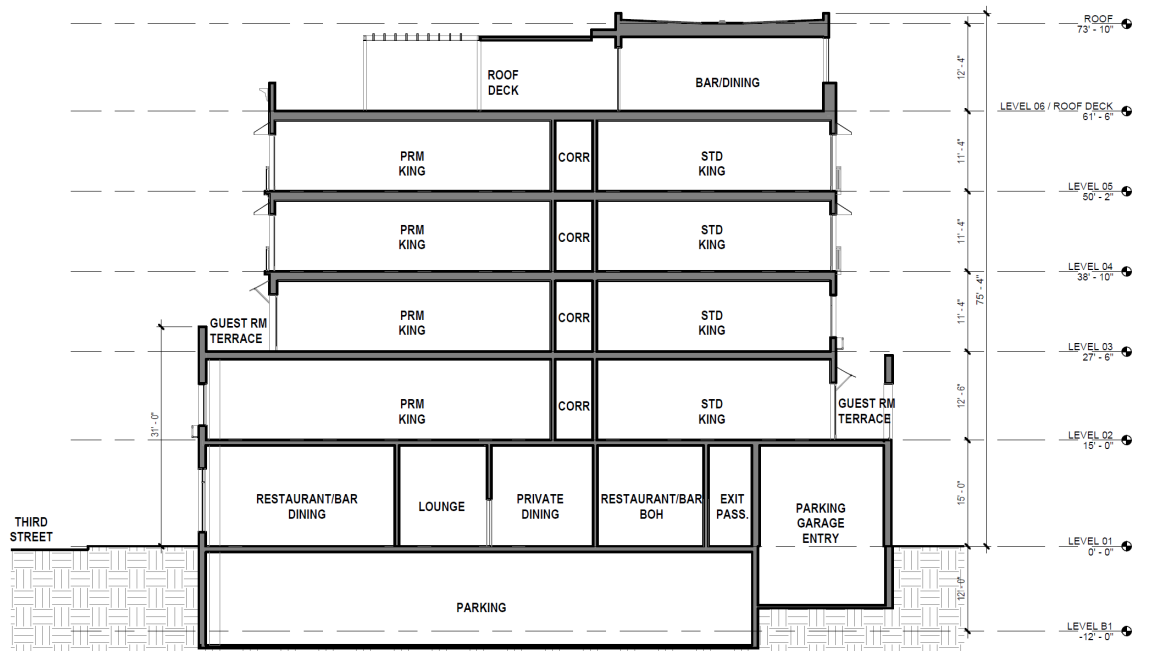 ROOF
73' - 10"
12' - 4"
ROOF
DECK
BAR/DINING
LEVEL 06 / ROOF DECK
61' - 6"
PRM
KING
CORR
STD
KING
11' - 4"
LEVEL 05
50' - 2"
PRM
KING
CORR
STD
KING
11' - 4"
LEVEL 04
38' - 10"
75' - 4"
GUEST RM
TERRACE
PRM
KING
CORR
STD
KING
11' - 4"
LEVEL 03
27' - 6"
31' - 0"
PRM
KING
CORR
STD
KING
GUEST RM
TERRACE
12' - 6"
LEVEL 02
15' - 0"
THIRD
STREET
RESTAURANT/BAR
DINING
LOUNGE
PRIVATE
DINING
RESTAURANT/BAR
BOH
EXIT
PASS.
PARKING
GARAGE
ENTRY
15' - 0"
LEVEL 01
0' - 0"
PARKING
12' - 0"
LEVEL B1
-12' - 0"